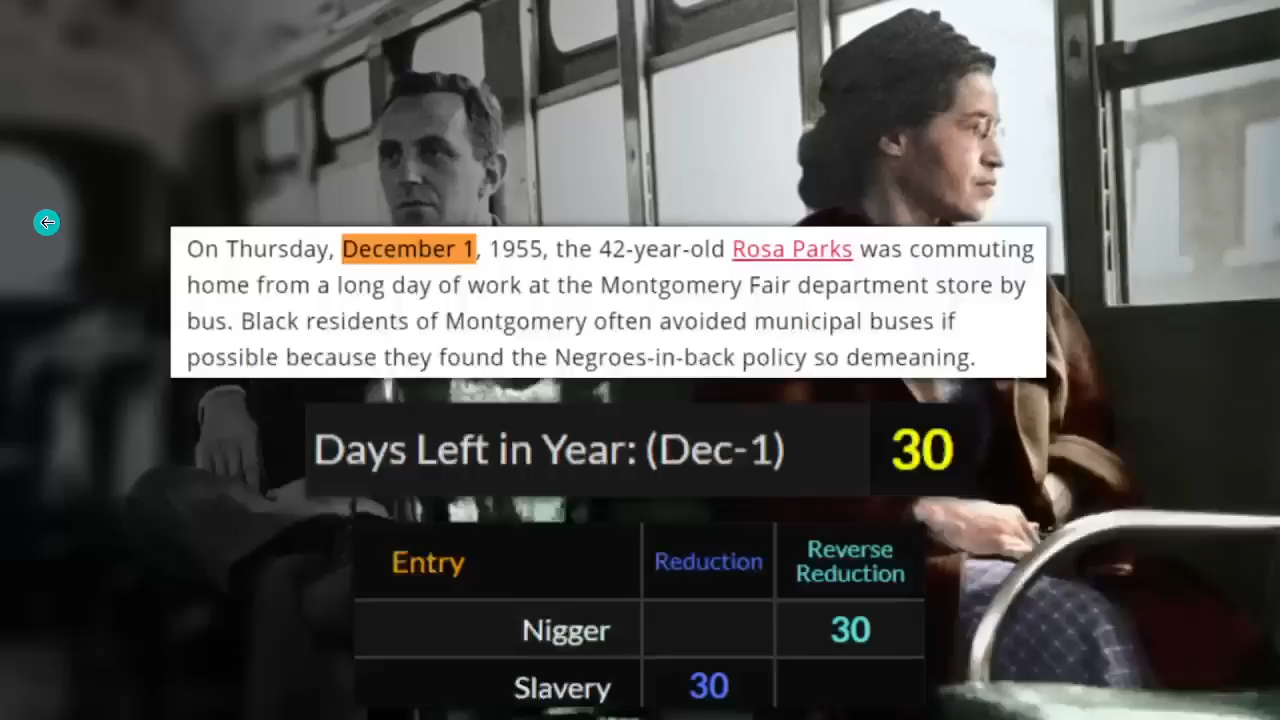 On Thursday, December 1, 1955, the 42-year-old Rosa Parks was commuting
home from a long day of work at the Montgomery Fair department store by
bus. Black residents of Montgomery often avoided municipal buses if
possible because they found the Negroes-in-back policy so demeaning.
Days Left in Year: (Dec-1) 30
Entry Reduction Reverse Reduction
Nigger 30
Slavery 30